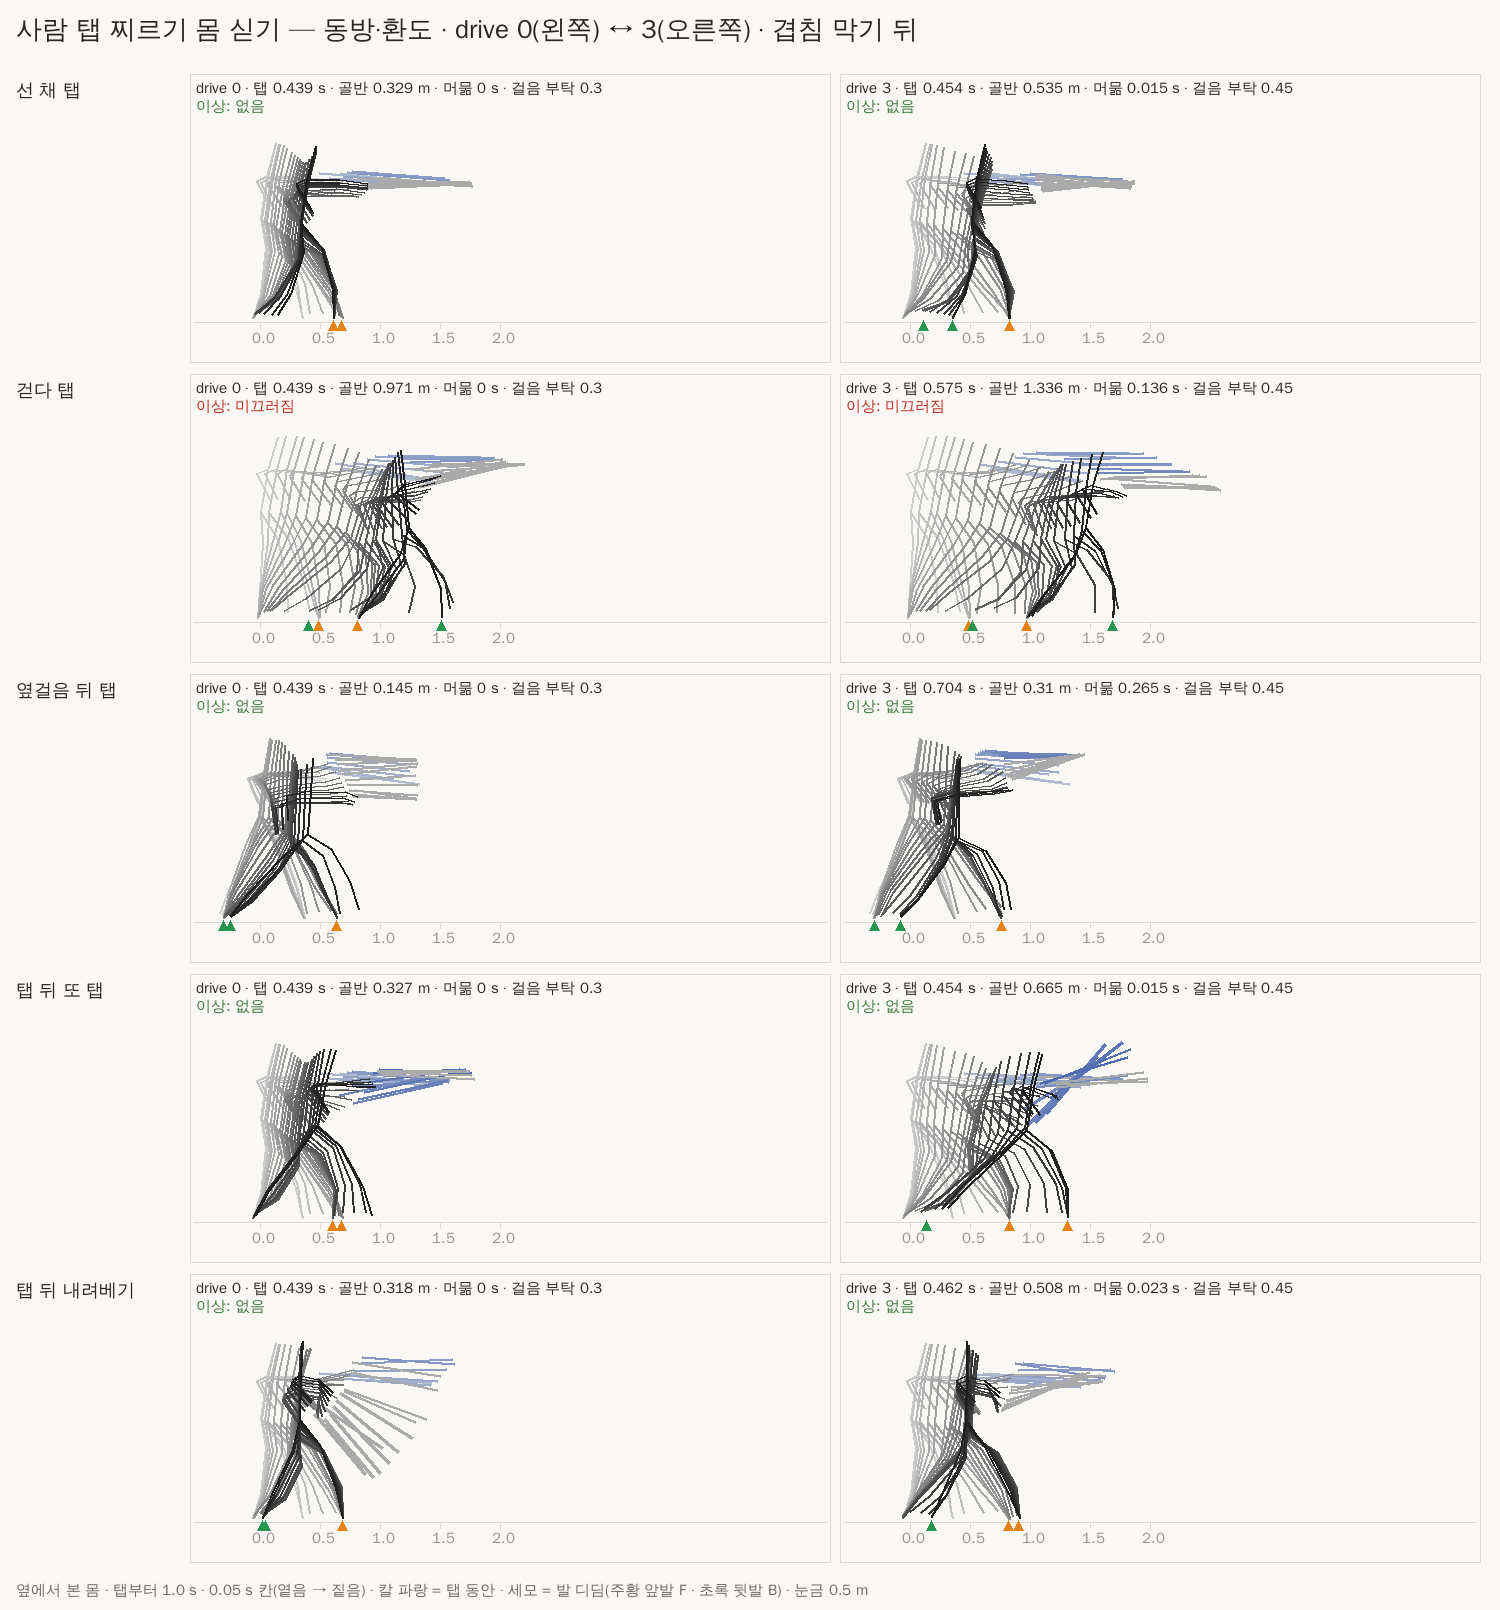 사람 탭 찌르기 몸 싣기 — 동방·환도 · drive 0(왼쪽) ↔ 3(오른쪽) · 겹침 막기 뒤
선 채 탭
drive 0 · 탭 0.439 s · 골반 0.329 m · 머묾 0 s · 걸음 부탁 0.3
이상: 없음
0.0 0.5 1.0 1.5 2.0
drive 3 · 탭 0.454 s · 골반 0.535 m · 머묾 0.015 s · 걸음 부탁 0.45
이상: 없음
0.0 0.5 1.0 1.5 2.0
걷다 탭
drive 0 · 탭 0.439 s · 골반 0.971 m · 머묾 0 s · 걸음 부탁 0.3
이상: 미끄러짐
0.0 0.5 1.0 1.5 2.0
drive 3 · 탭 0.575 s · 골반 1.336 m · 머묾 0.136 s · 걸음 부탁 0.45
이상: 미끄러짐
0.0 0.5 1.0 1.5 2.0
옆걸음 뒤 탭
drive 0 · 탭 0.439 s · 골반 0.145 m · 머묾 0 s · 걸음 부탁 0.3
이상: 없음
0.0 0.5 1.0 1.5 2.0
drive 3 · 탭 0.704 s · 골반 0.31 m · 머묾 0.265 s · 걸음 부탁 0.45
이상: 없음
0.0 0.5 1.0 1.5 2.0
탭 뒤 또 탭
drive 0 · 탭 0.439 s · 골반 0.327 m · 머묾 0 s · 걸음 부탁 0.3
이상: 없음
0.0 0.5 1.0 1.5 2.0
drive 3 · 탭 0.454 s · 골반 0.665 m · 머묾 0.015 s · 걸음 부탁 0.45
이상: 없음
0.0 0.5 1.0 1.5 2.0
탭 뒤 내려베기
drive 0 · 탭 0.439 s · 골반 0.318 m · 머묾 0 s · 걸음 부탁 0.3
이상: 없음
0.0 0.5 1.0 1.5 2.0
drive 3 · 탭 0.462 s · 골반 0.508 m · 머묾 0.023 s · 걸음 부탁 0.45
이상: 없음
0.0 0.5 1.0 1.5 2.0
옆에서 본 몸 · 탭부터 1.0 s · 0.05 s 칸(옅음 → 짙음) · 칼 파랑 = 탭 동안 · 세모 = 발 디딤(주황 앞발 F · 초록 뒷발 B) · 눈금 0.5 m